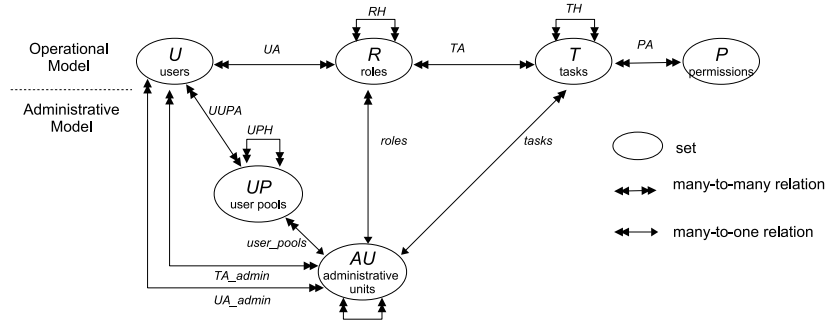 RH
TH
Operational
Model
U
users
UA
R
roles
TA
T
tasks
PA
P
permissions
Administrative
Model
UUPA
UPH
roles
tasks
set
UP
user pools
many-to-many relation
user_pools
many-to-one relation
AU
administrative
units
TA_admin
UA_admin